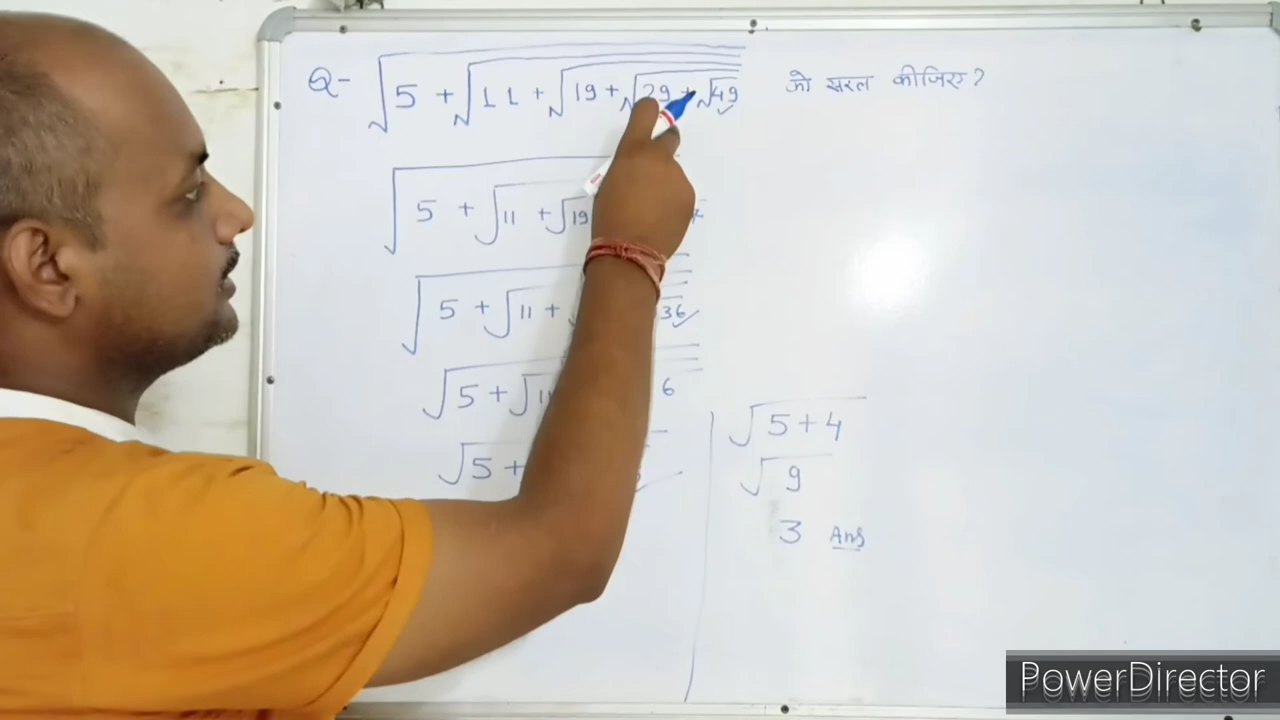 Q- √5 + √11 + √19 + √29 + √49 को सरल कीजिए?
√5 + √11 + √19
√5 + √11 + 36
√5 + √ 6
√5 +
√5+4
√9
3 Ans
PowerDirector